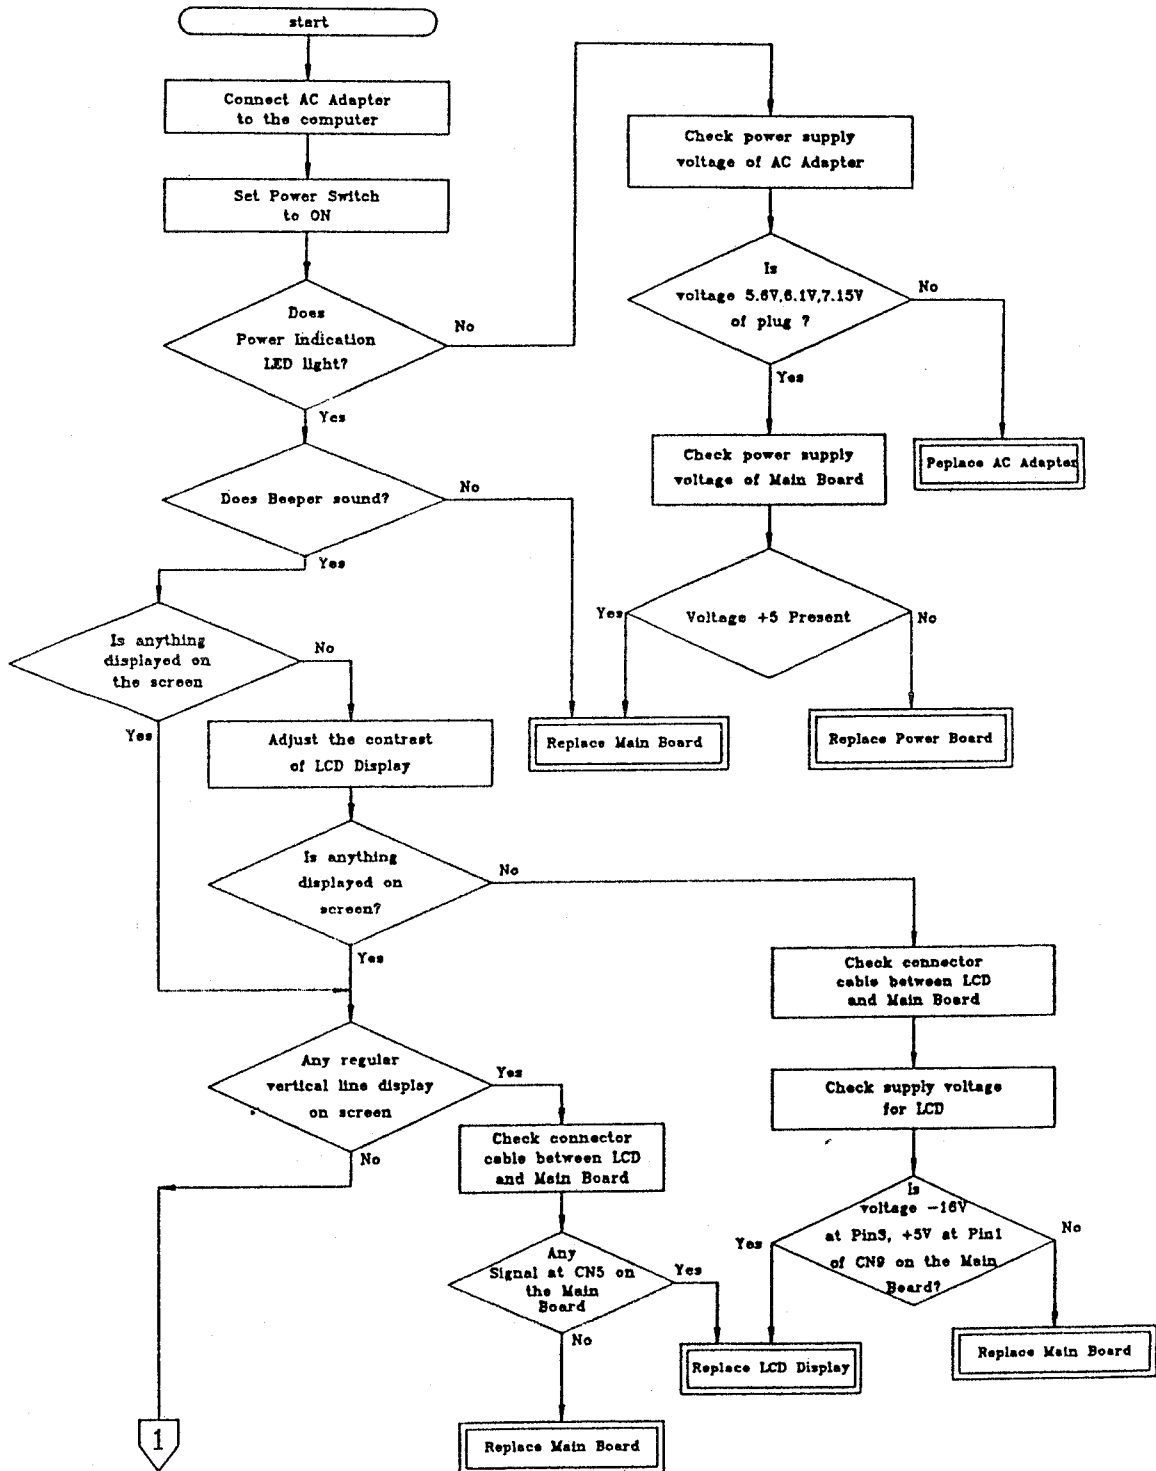 start
Connect AC Adapter
to the computer
Set Power Switch
to ON
Does
Power Indication
LED light?
No
Yes
Check power supply
voltage of AC Adapter
Is
voltage 5.6V,6.1V,7.15V
of plug ?
No
Yes
Peplace AC Adapter
Check power supply
voltage of Main Board
Voltage +5 Present
Yes
No
Replace Main Board
Replace Power Board
Does Beeper sound?
No
Yes
Is anything
displayed on
the screen
No
Yes
Adjust the contrast
of LCD Display
Is anything
displayed on
screen?
No
Yes
Check connector
cable between LCD
and Main Board
Check supply voltage
for LCD
Is
voltage -16V
at Pin3, +5V at Pin1
of CN9 on the Main
Board?
Yes
No
Replace LCD Display
Replace Main Board
Any regular
vertical line display
on screen
Yes
No
Check connector
cable between LCD
and Main Board
Any
Signal at CN5 on
the Main
Board
Yes
No
Replace Main Board
1